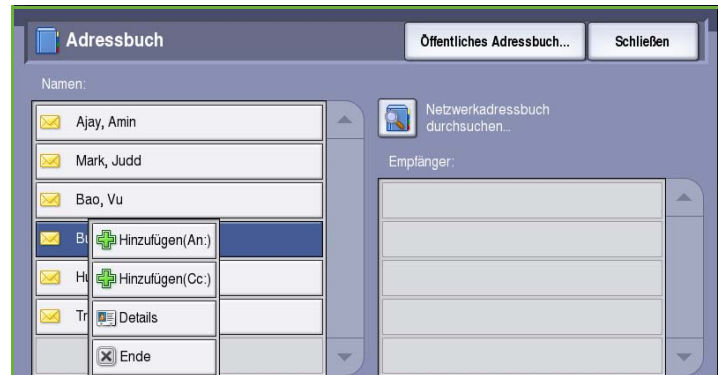 Adressbuch
Öffentliches Adressbuch...
Schließen
Namen:
Ajay, Amin
Mark, Judd
Bao, Vu
Hinzufügen(An:)
Hinzufügen(Cc:)
Details
Ende
Netzwerkadressbuch
durchsuchen...
Empfänger: